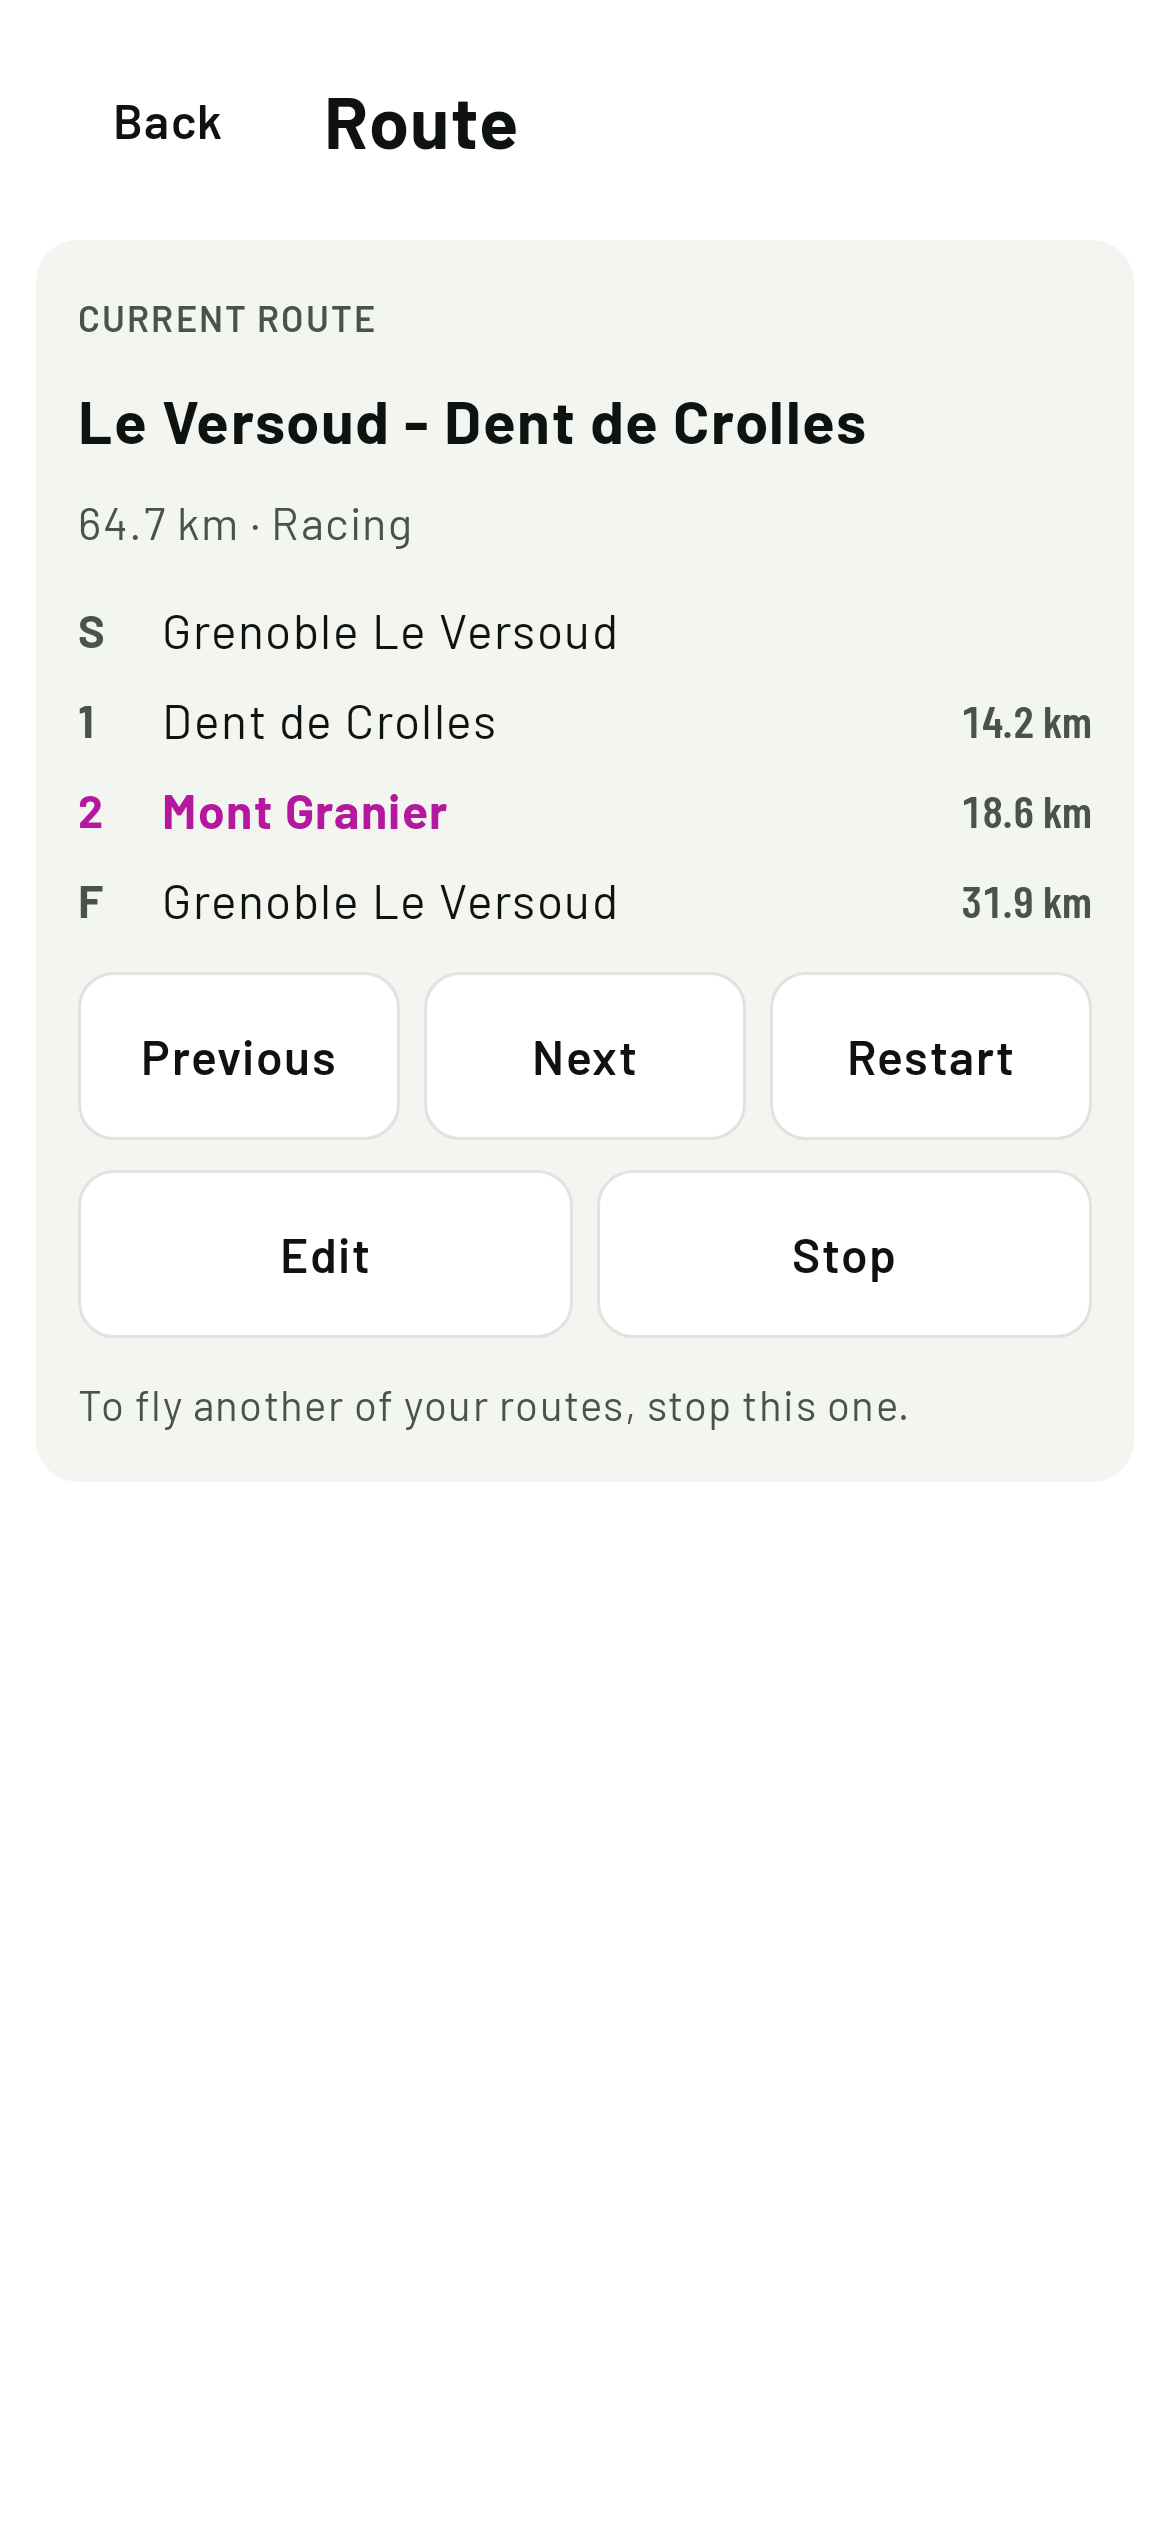 Back Route
CURRENT ROUTE
Le Versoud - Dent de Crolles
64.7 km · Racing
S Grenoble Le Versoud
1 Dent de Crolles 14.2 km
2 Mont Granier 18.6 km
F Grenoble Le Versoud 31.9 km
Previous Next Restart
Edit Stop
To fly another of your routes, stop this one.